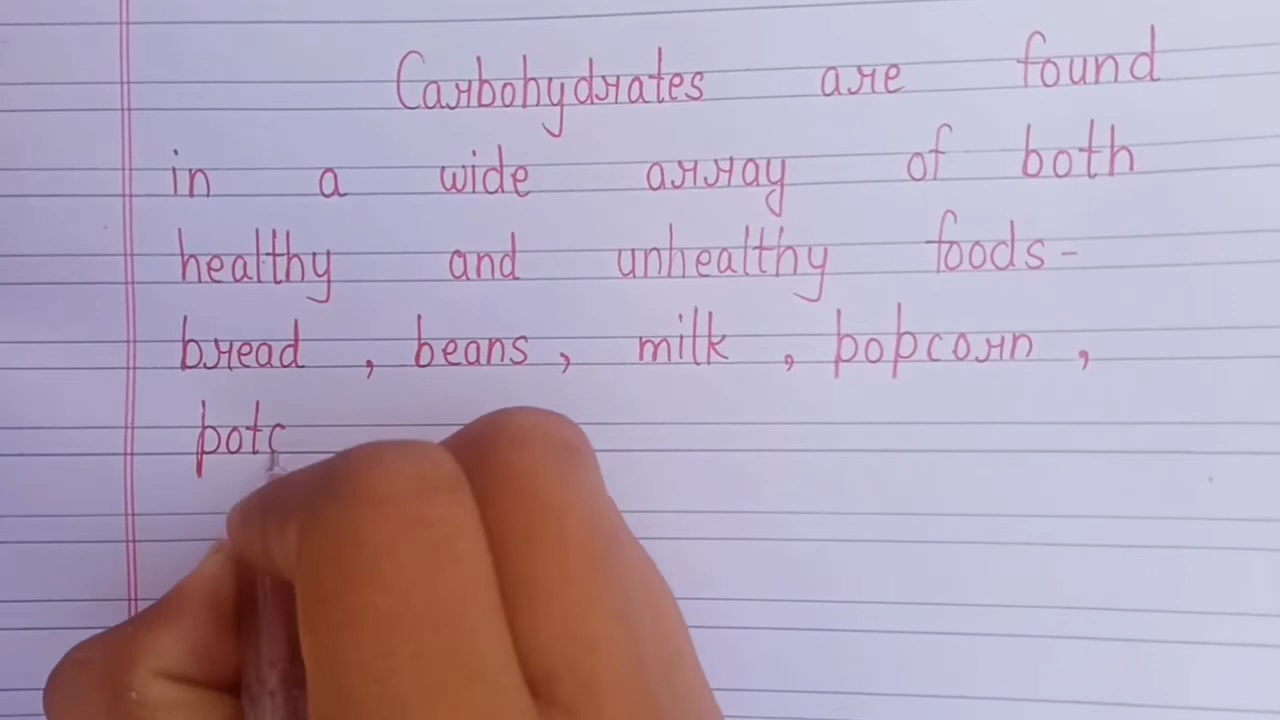 Carbohydrates are found
in a wide array of both
healthy and unhealthy foods-
bread , beans , milk , popcorn ,